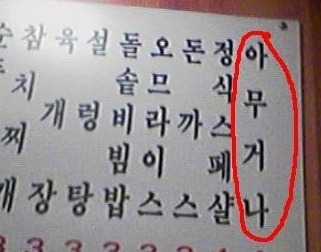 아무거나
정식스페샬
돈까스
오므라이스
돌솥비빔밥
설렁탕
육개장
참치찌개
순